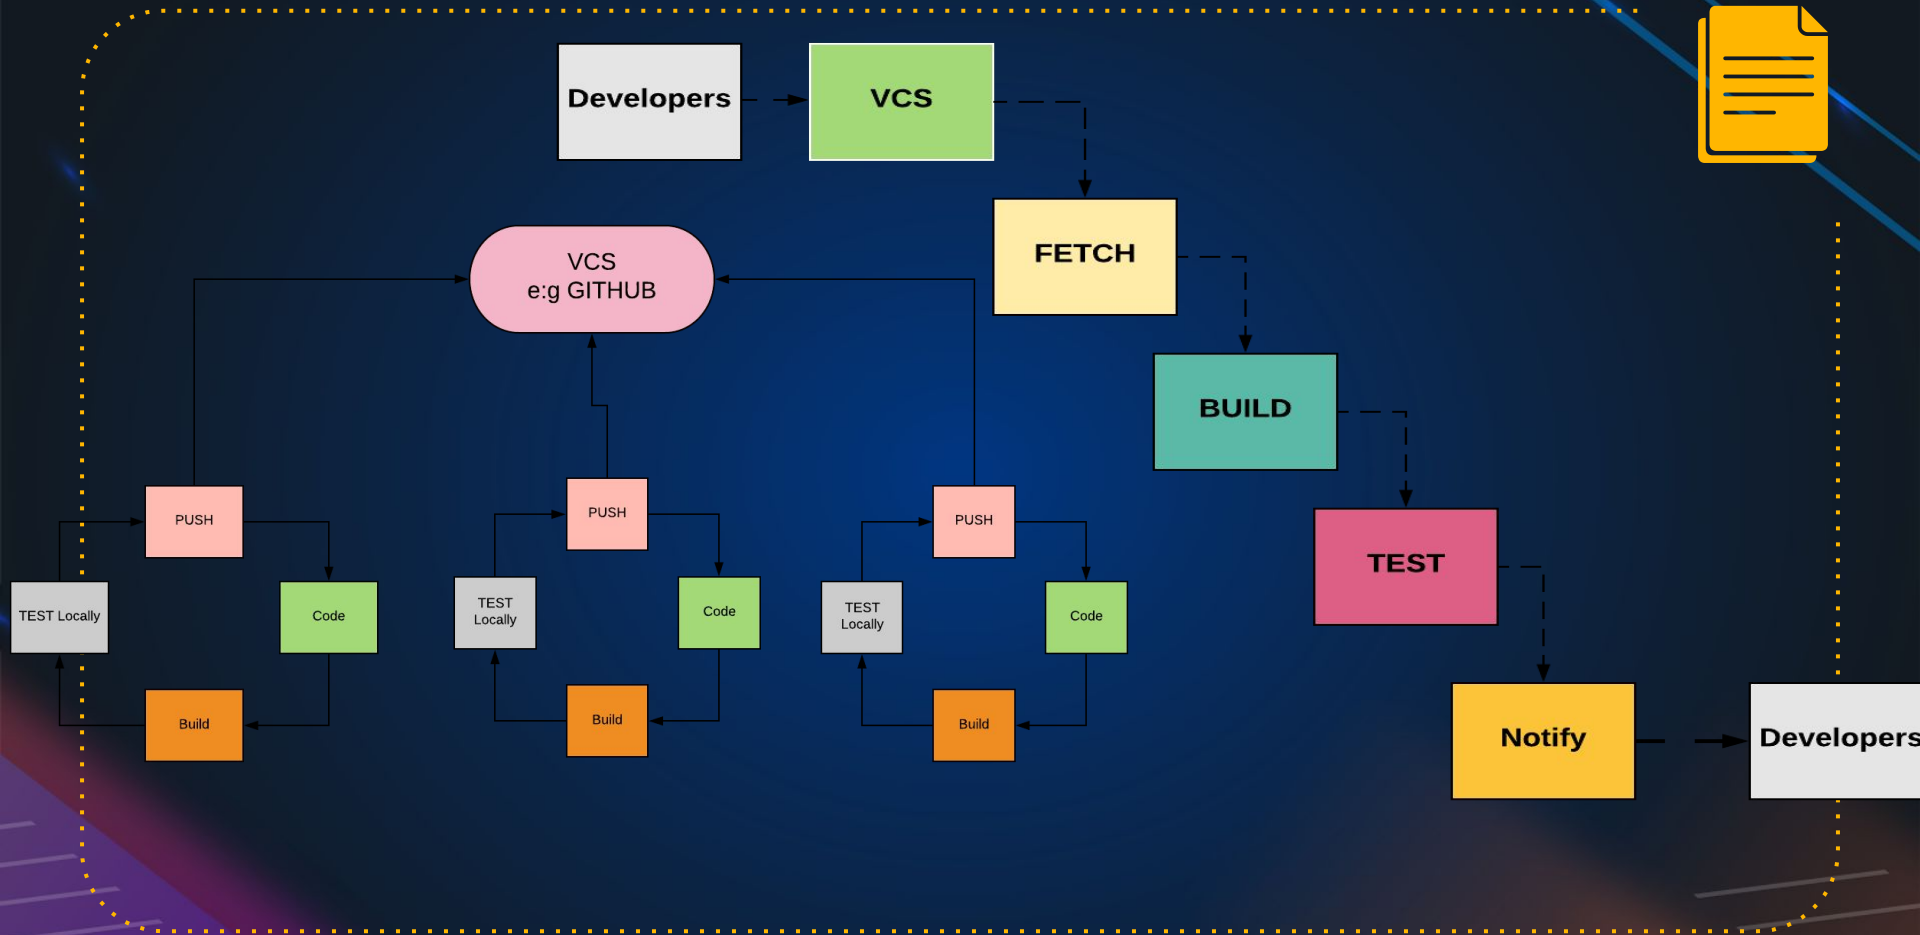 Developers
VCS
FETCH
VCS
e:g GITHUB
BUILD
PUSH
TEST Locally
Code
Build
PUSH
TEST
Locally
Code
Build
PUSH
TEST
Locally
Code
Build
TEST
Notify
Developers